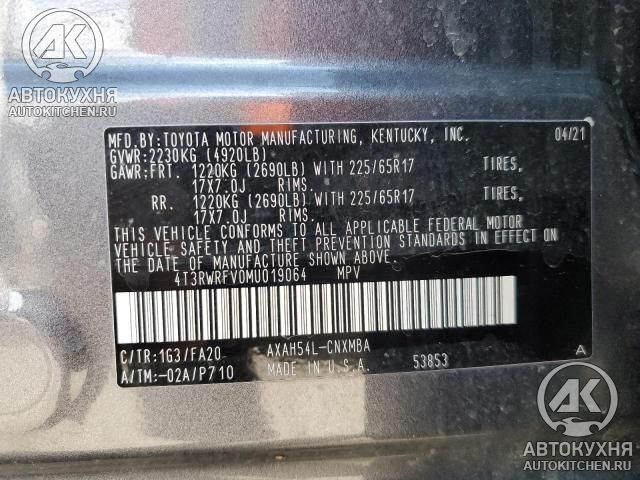 АК
АВТОКУХНЯ
AUTOKITCHEN.RU
MFD.BY:TOYOTA MOTOR MANUFACTURING, KENTUCKY, INC. 04/21
GVWR:2230KG (4920LB)
GAWR:FRT. 1220KG (2690LB) WITH 225/65R17 TIRES,
17X7.0J RIMS.
RR. 1220KG (2690LB) WITH 225/65R17 TIRES,
17X7.0J RIMS.
THIS VEHICLE CONFORMS TO ALL APPLICABLE FEDERAL MOTOR
VEHICLE SAFETY AND THEFT PREVENTION STANDARDS IN EFFECT ON
THE DATE OF MANUFACTURE SHOWN ABOVE.
4T3RWRFV0MU019064 MPV
C/TR:1G3/FA20 AXAH54L-CNXMBA A
A/TM:-02A/P710 MADE IN U.S.A. 53853
АК
АВТОКУХНЯ
AUTOKITCHEN.RU